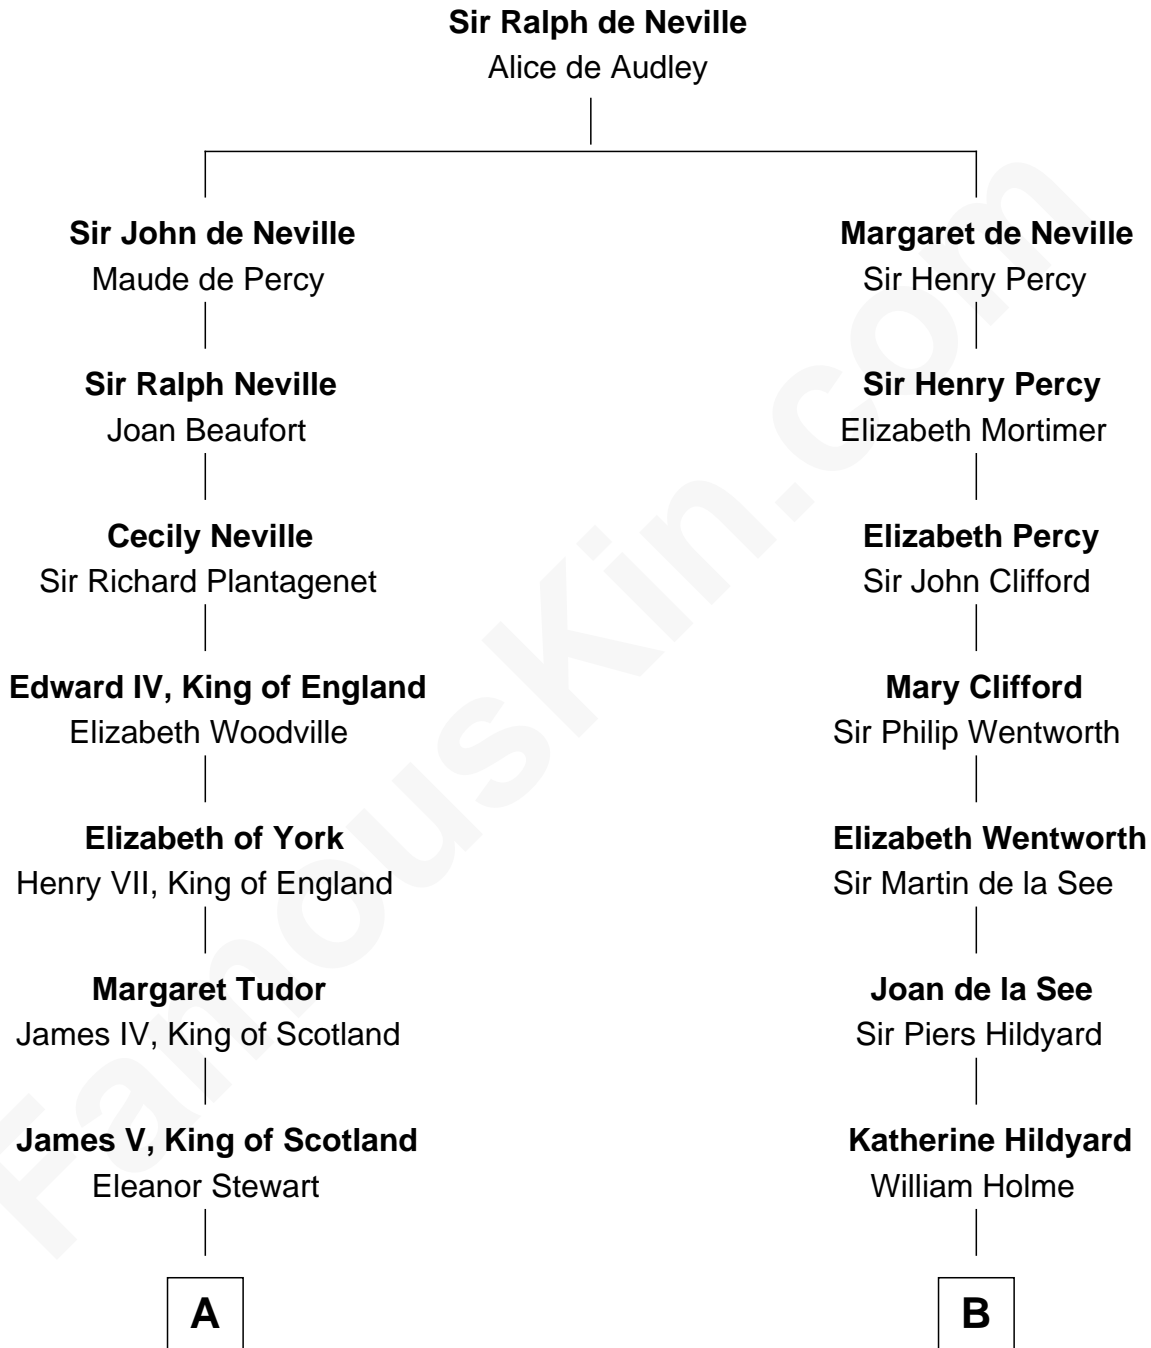 Sir Ralph de Neville
Alice de Audley
Sir John de Neville
Maude de Percy
Margaret de Neville
Sir Henry Percy
Sir Ralph Neville
Joan Beaufort
Sir Henry Percy
Elizabeth Mortimer
Cecily Neville
Sir Richard Plantagenet
Elizabeth Percy
Sir John Clifford
Edward IV, King of England
Elizabeth Woodville
Mary Clifford
Sir Philip Wentworth
Elizabeth of York
Henry VII, King of England
Elizabeth Wentworth
Sir Martin de la See
Margaret Tudor
James IV, King of Scotland
Joan de la See
Sir Piers Hildyard
James V, King of Scotland
Eleanor Stewart
Katherine Hildyard
William Holme
A
B
FamousKin.com